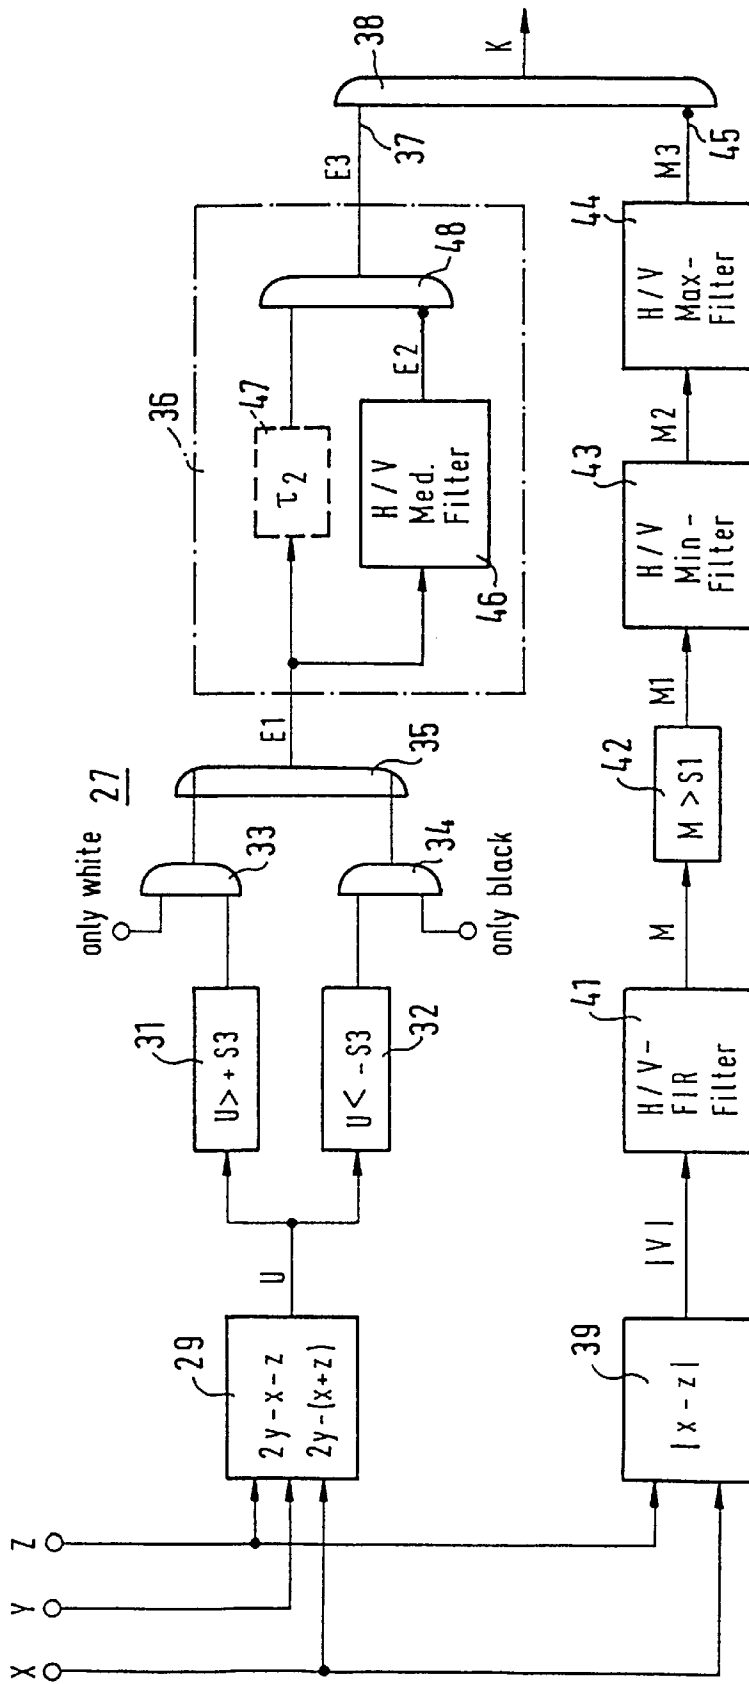 X
Y
Z
29
2y-x-z
2y-(x+z)
U
31
U>+S3
U<-S3
32
only white
27
33
34
only black
35
E1
36
47
τ2
H/V
Med.
Filter
46
E2
48
E3
37
38
K
39
|x-z|
|V|
41
H/V-
FIR
Filter
M
42
M>S1
M1
43
H/V
Min-
Filter
M2
44
H/V
Max-
Filter
M3
45